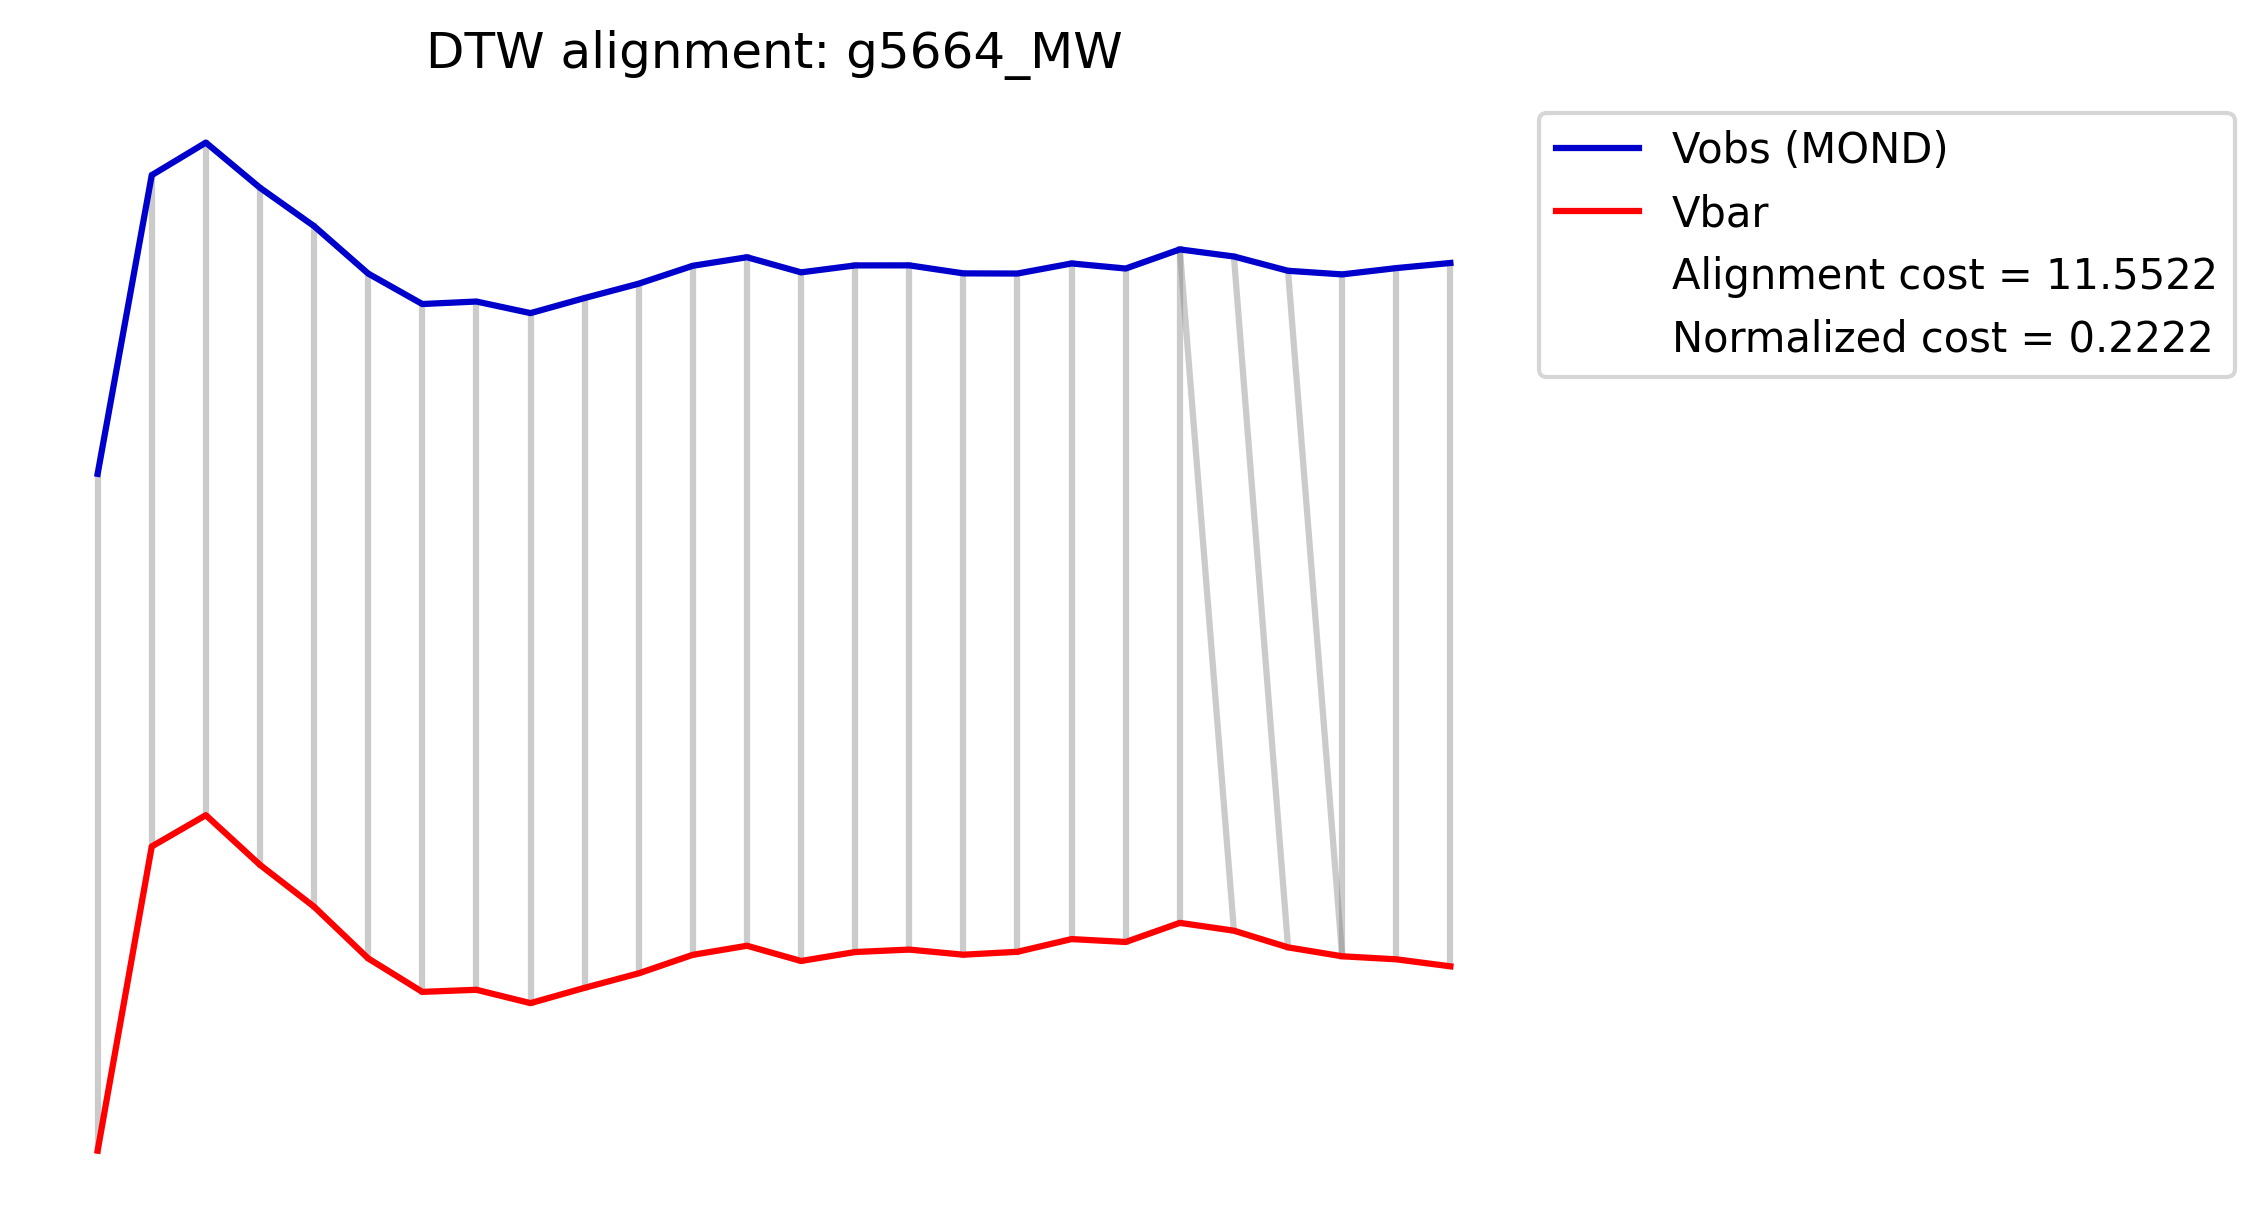 DTW alignment: g5664_MW
Vobs (MOND)
Vbar
Alignment cost = 11.5522
Normalized cost = 0.2222